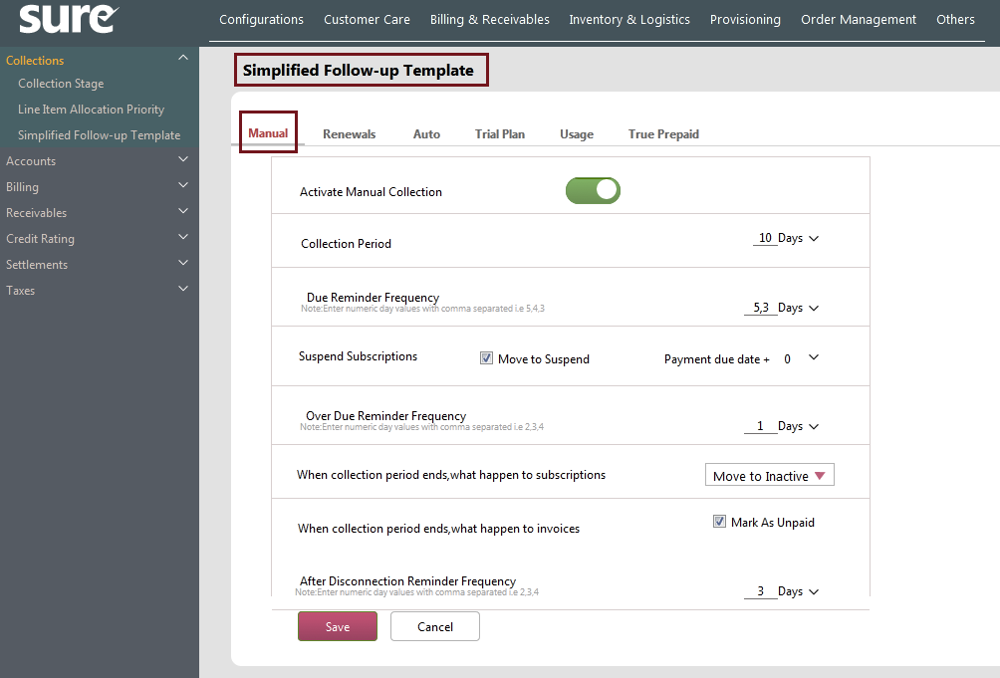 sure
Configurations Customer Care Billing & Receivables Inventory & Logistics Provisioning Order Management Others
Collections
Collection Stage
Line Item Allocation Priority
Simplified Follow-up Template
Accounts
Billing
Receivables
Credit Rating
Settlements
Taxes
Simplified Follow-up Template
Manual Renewals Auto Trial Plan Usage True Prepaid
Activate Manual Collection
Collection Period 10 Days
Due Reminder Frequency
Note:Enter numeric day values with comma separated i.e 5,4,3
5,3 Days
Suspend Subscriptions Move to Suspend Payment due date + 0
Over Due Reminder Frequency
Note:Enter numeric day values with comma separated i.e 2,3,4
1 Days
When collection period ends,what happen to subscriptions Move to Inactive
When collection period ends,what happen to invoices Mark As Unpaid
After Disconnection Reminder Frequency
Note:Enter numeric day values with comma separated i.e 2,3,4
3 Days
Save Cancel